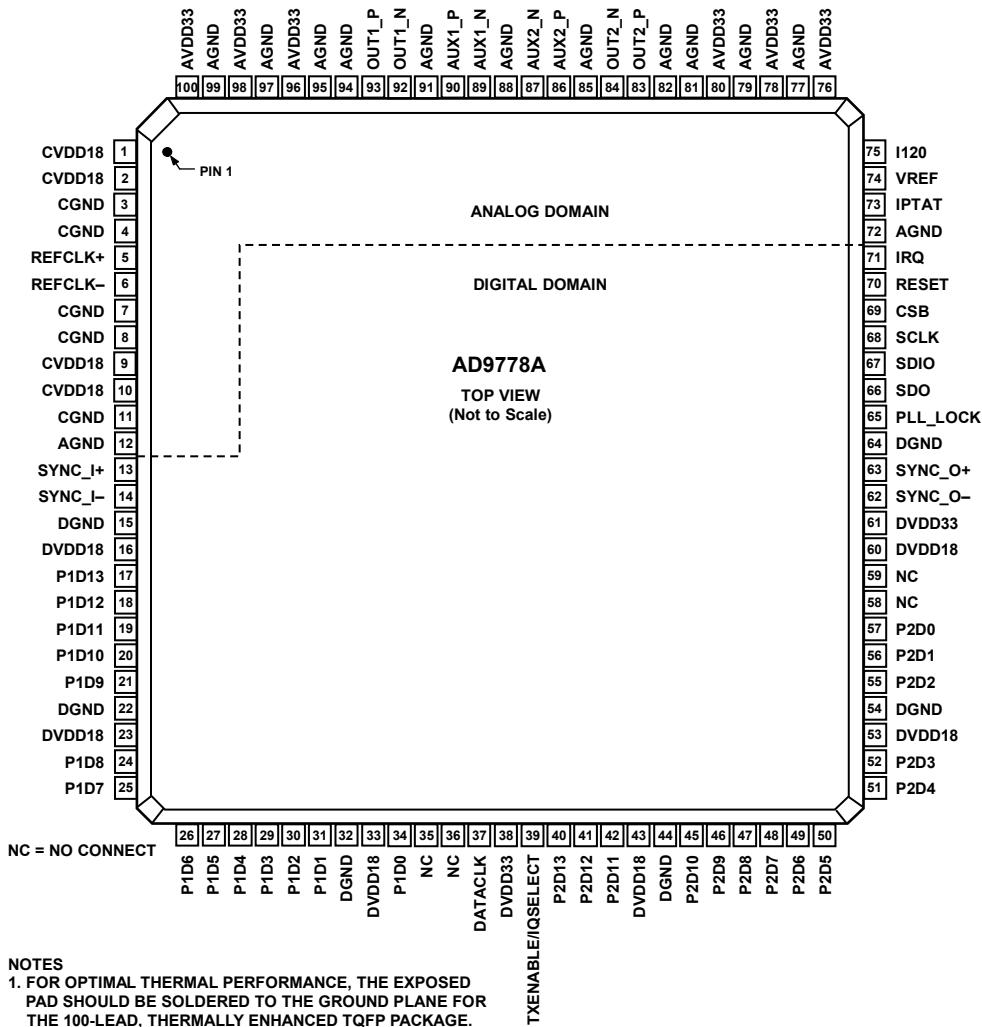 AVDD33 AGND AVDD33 AGND AVDD33 AGND AGND OUT1_P OUT1_N AGND AUX1_P AUX1_N AGND AUX2_N AUX2_P AGND OUT2_N OUT2_P AGND AGND AVDD33 AGND AVDD33 AGND AVDD33
100 99 98 97 96 95 94 93 92 91 90 89 88 87 86 85 84 83 82 81 80 79 78 77 76
CVDD18 1
CVDD18 2
CGND 3
CGND 4
REFCLK+ 5
REFCLK– 6
CGND 7
CGND 8
CVDD18 9
CVDD18 10
CGND 11
AGND 12
SYNC_I+ 13
SYNC_I– 14
DGND 15
DVDD18 16
P1D13 17
P1D12 18
P1D11 19
P1D10 20
P1D9 21
DGND 22
DVDD18 23
P1D8 24
P1D7 25
PIN 1
ANALOG DOMAIN
DIGITAL DOMAIN
AD9778A
TOP VIEW
(Not to Scale)
75 I120
74 VREF
73 IPTAT
72 AGND
71 IRQ
70 RESET
69 CSB
68 SCLK
67 SDIO
66 SDO
65 PLL_LOCK
64 DGND
63 SYNC_O+
62 SYNC_O–
61 DVDD33
60 DVDD18
59 NC
58 NC
57 P2D0
56 P2D1
55 P2D2
54 DGND
53 DVDD18
52 P2D3
51 P2D4
26 27 28 29 30 31 32 33 34 35 36 37 38 39 40 41 42 43 44 45 46 47 48 49 50
P1D6 P1D5 P1D4 P1D3 P1D2 P1D1 DGND DVDD18 P1D0 NC NC DATACLK DVDD33 TXENABLE/IQSELECT P2D13 P2D12 P2D11 DVDD18 DGND P2D10 P2D9 P2D8 P2D7 P2D6 P2D5
NC = NO CONNECT
NOTES
1. FOR OPTIMAL THERMAL PERFORMANCE, THE EXPOSED
PAD SHOULD BE SOLDERED TO THE GROUND PLANE FOR
THE 100-LEAD, THERMALLY ENHANCED TQFP PACKAGE.